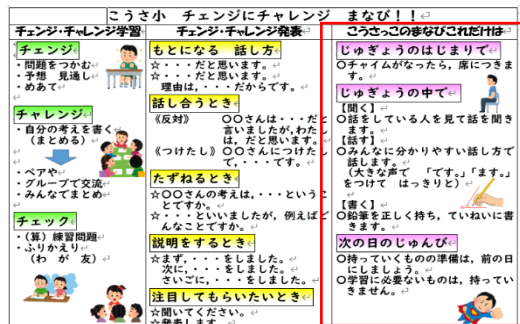 こうさ小　チェンジにチャレンジ　まなび！！
チェンジ・チャレンジ学習
チェンジ
・問題をつかむ
・予想　見通し
・めあて
チャレンジ
・自分の考えを書く
（まとめる）
・ペアや
・グループで交流
・みんなでまとめ
チェック
・(算) 練習問題
・ふりかえり
（わ　が　友）
チェンジ・チャレンジ発表
もとになる　話し方
☆・・・だと思います。
☆・・・だと思います。
理由は，・・・だからです。
話し合うとき
《反対》　〇〇さんは・・・だと
言いましたが,わたし
は，だと思います。
《つけたし》〇〇さんにつけたし
で，・・・です。
たずねるとき
☆〇〇さんの考えは，・・・というこ
とですか。
☆・・・といいましたが，例えばど
んなことですか。
説明をするとき
☆まず，・・・をしました。
次に，・・・をしました。
さいごに，・・・をしました。
注目してもらいたいとき
☆聞いてください。
☆発表します。
こうさっこのまなびこれだけは
じゅぎょうのはじまりで
〇チャイムがなったら，席につきま
す。
じゅぎょうの中で
【聞く】
〇話をしている人を見て話を聞き
ます。
【話す】
〇みんなに分かりやすい話し方で
話します。
（大きな声で　「です。」「ます。」
をつけて　はっきりと）
【書く】
〇鉛筆を正しく持ち，ていねいに書
きます。
次の日のじゅんび
〇持っていくものの準備は，前の日
にしましょう。
〇学習に必要ないものは，持ってい
きません。